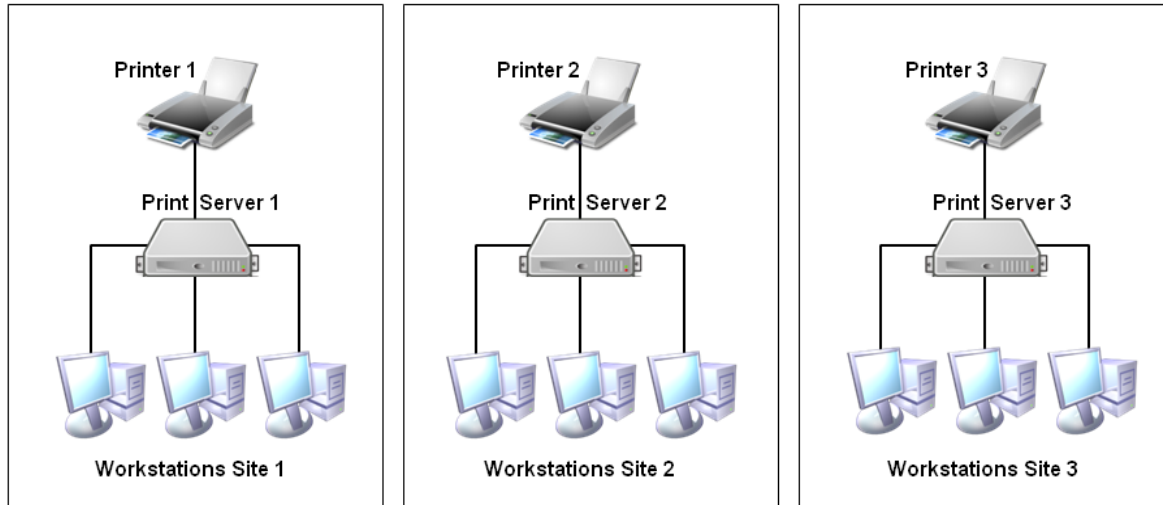 Printer 1
Print Server 1
Workstations Site 1
Printer 2
Print Server 2
Workstations Site 2
Printer 3
Print Server 3
Workstations Site 3